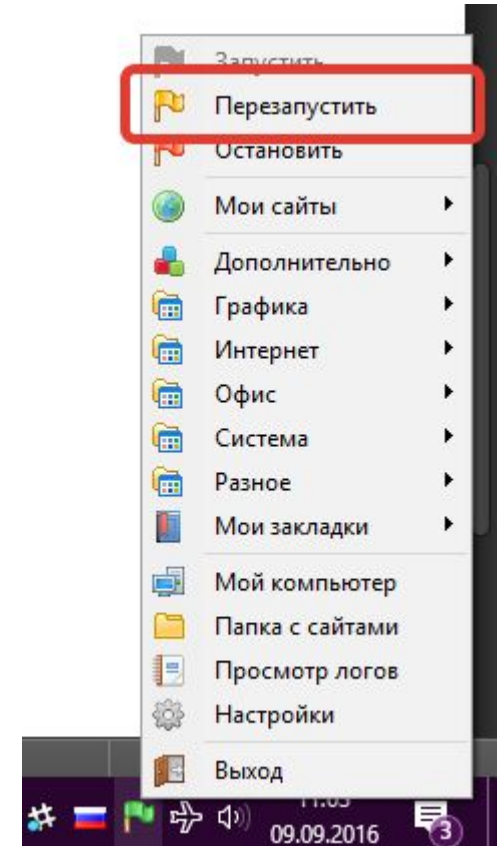 Запустить
Перезапустить
Остановить
Мои сайты
Дополнительно
Графика
Интернет
Офис
Система
Разное
Мои закладки
Мой компьютер
Папка с сайтами
Просмотр логов
Настройки
Выход
09.09.2016
3